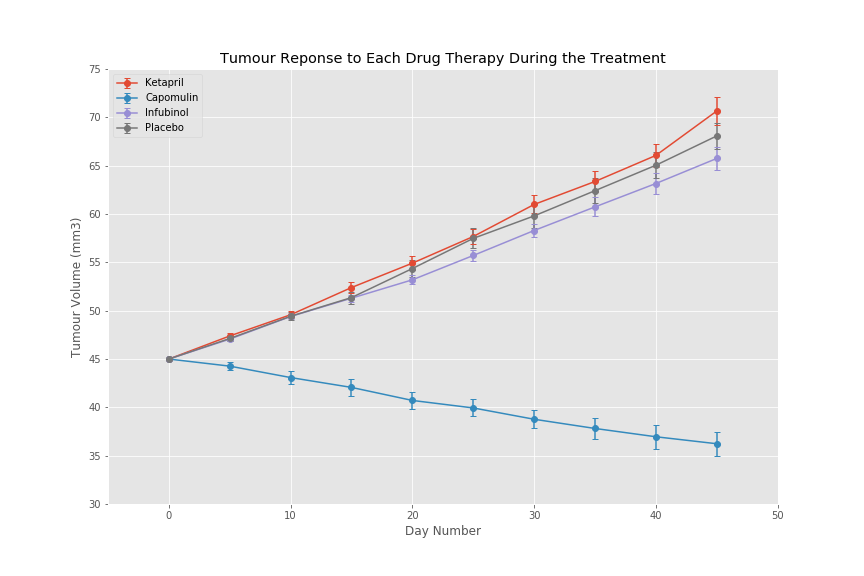 Tumour Reponse to Each Drug Therapy During the Treatment
Ketapril
Capomulin
Infubinol
Placebo
75
70
65
60
55
50
45
40
35
30
Tumour Volume (mm3)
0 10 20 30 40 50
Day Number